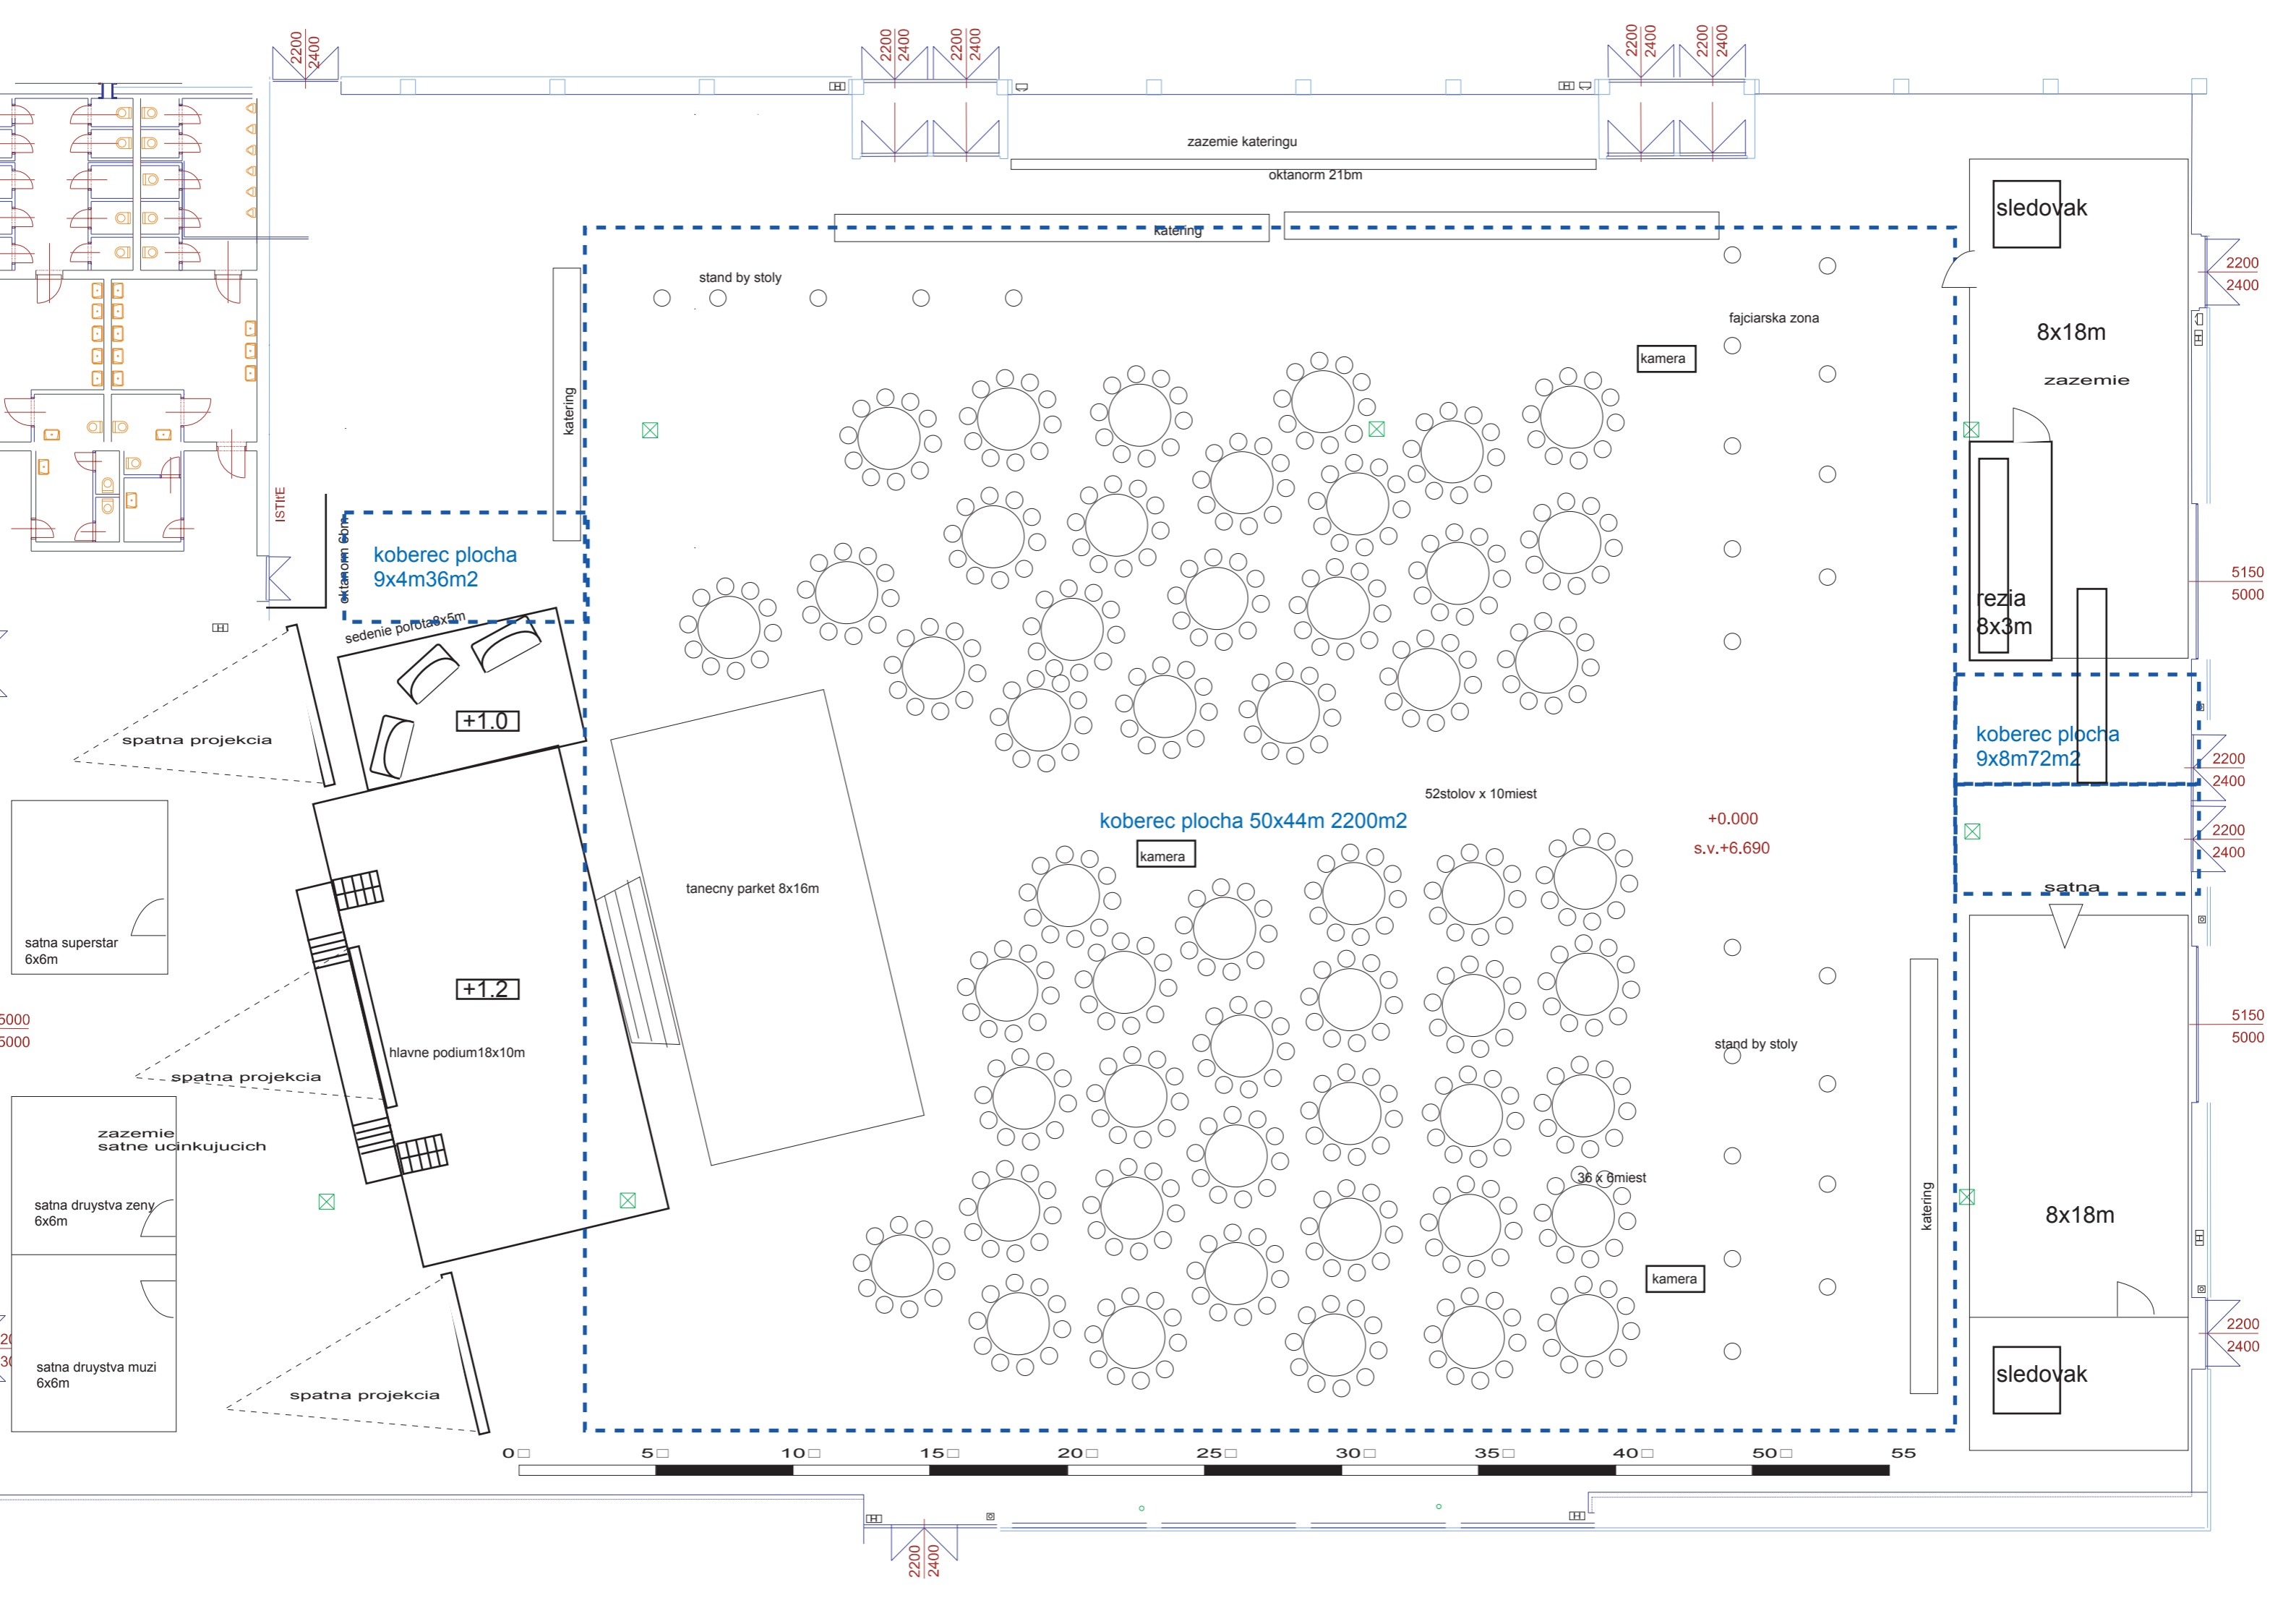 2200
2400
2200
2400
2200
2400
2200
2400
2200
2400
zazemie kateringu
oktanorm 21bm
katering
sledovak
stand by stoly
2200
2400
fajciarska zona
8x18m
kamera
zazemie
katering
oktanorm 6bm
koberec plocha
9x4m36m2
sedenie porota8x5m
5150
5000
rezia
8x3m
+1.0
spatna projekcia
koberec plocha
9x8m72m2
2200
2400
52stolov x 10miest
koberec plocha 50x44m 2200m2
+0.000
s.v.+6.690
2200
2400
kamera
tanecny parket 8x16m
satna
satna superstar
6x6m
+1.2
5000
5000
hlavne podium18x10m
stand by stoly
5150
5000
spatna projekcia
zazemie
satne ucinkujucich
36 x 6miest
satna druystva zeny
6x6m
katering
8x18m
kamera
2200
2400
satna druystva muzi
6x6m
sledovak
spatna projekcia
0 5 10 15 20 25 30 35 40 50 55
2200
2400